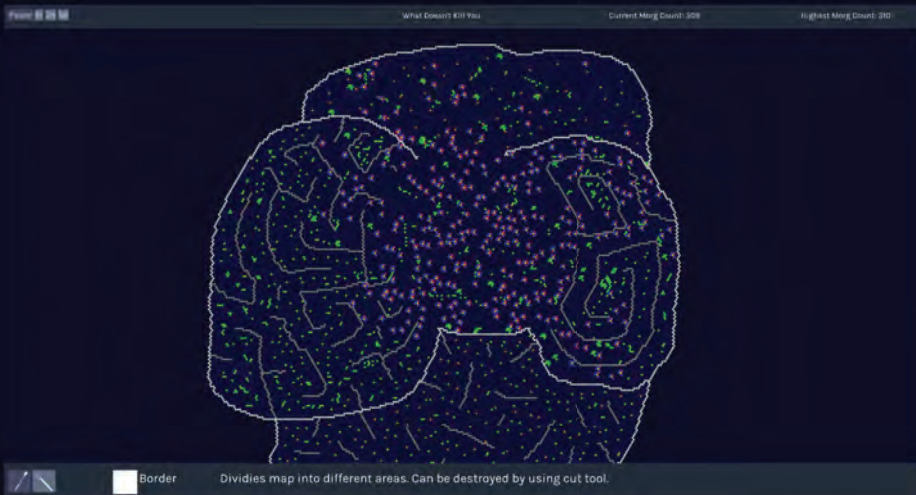 What Doesn't Kill You
Current Morg Count: 309
Highest Morg Count: 310
Border
Dividies map into different areas. Can be destroyed by using cut tool.